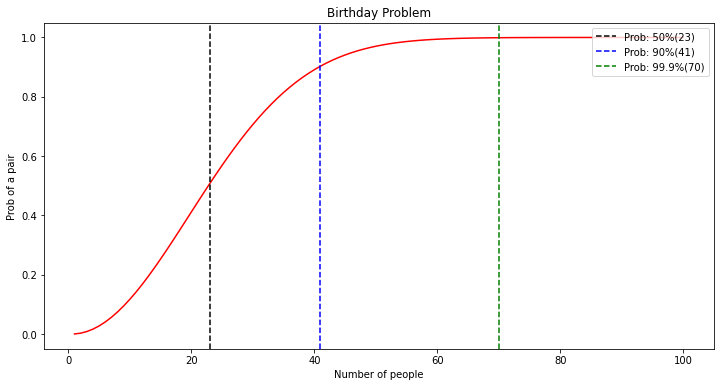 Birthday Problem
Prob: 50%(23)
Prob: 90%(41)
Prob: 99.9%(70)
Prob of a pair
1.0
0.8
0.6
0.4
0.2
0.0
0 20 40 60 80 100
Number of people